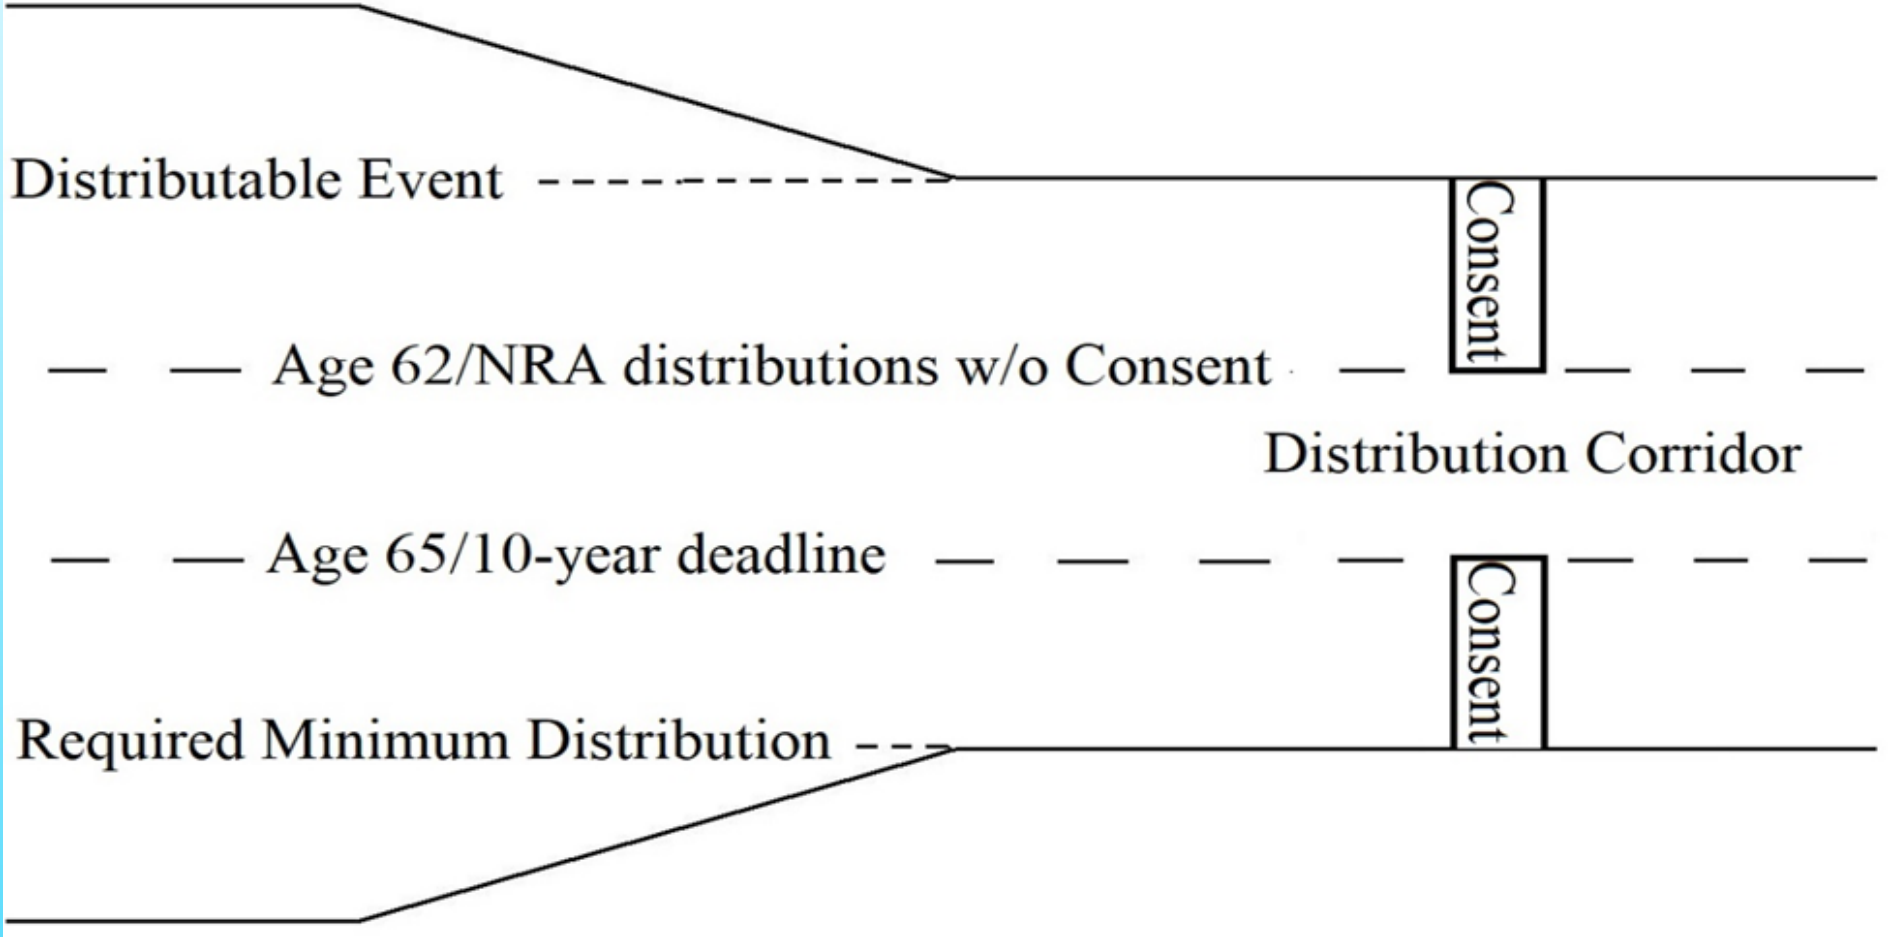 Distributable Event
Consent
Age 62/NRA distributions w/o Consent
Distribution Corridor
Age 65/10-year deadline
Consent
Required Minimum Distribution